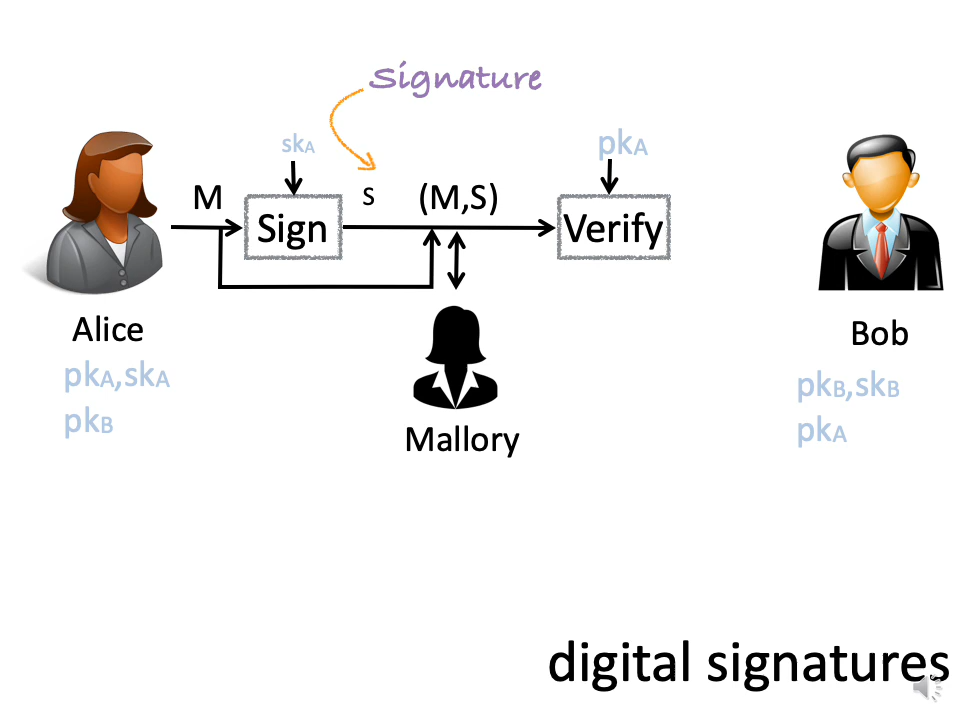 Signature
skA
pkA
M
s
(M,S)
Sign
Verify
Alice
pkA,skA
pkB
Mallory
Bob
pkB,skB
pkA
digital signatures